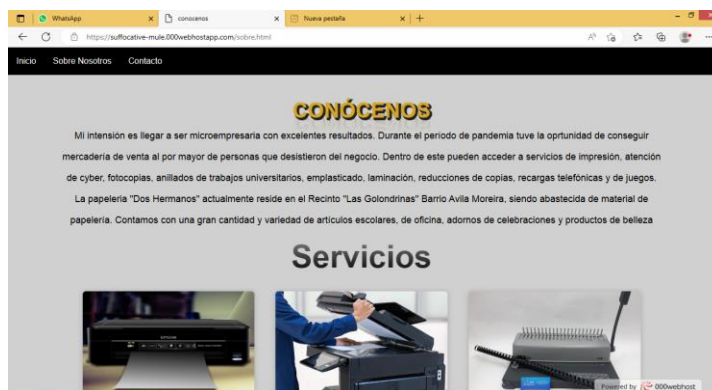 WhatsApp
conocenos
Nueva pestaña
https://suffocative-mule.000webhostapp.com/sobre.html
Inicio Sobre Nosotros Contacto
CONÓCENOS
Mi intensión es llegar a ser microempresaria con excelentes resultados. Durante el periodo de pandemia tuve la oprtunidad de conseguir
mercadería de venta al por mayor de personas que desistieron del negocio. Dentro de este pueden acceder a servicios de impresión, atención
de cyber, fotocopias, anillados de trabajos universitarios, emplasticado, laminación, reducciones de copias, recargas telefónicas y de juegos.
La papeleria "Dos Hermanos" actualmente reside en el Recinto "Las Golondrinas" Barrio Avila Moreira, siendo abastecida de material de
papelería. Contamos con una gran cantidad y variedad de artículos escolares, de oficina, adornos de celebraciones y productos de belleza
Servicios
EPSON
Powered by 000webhost